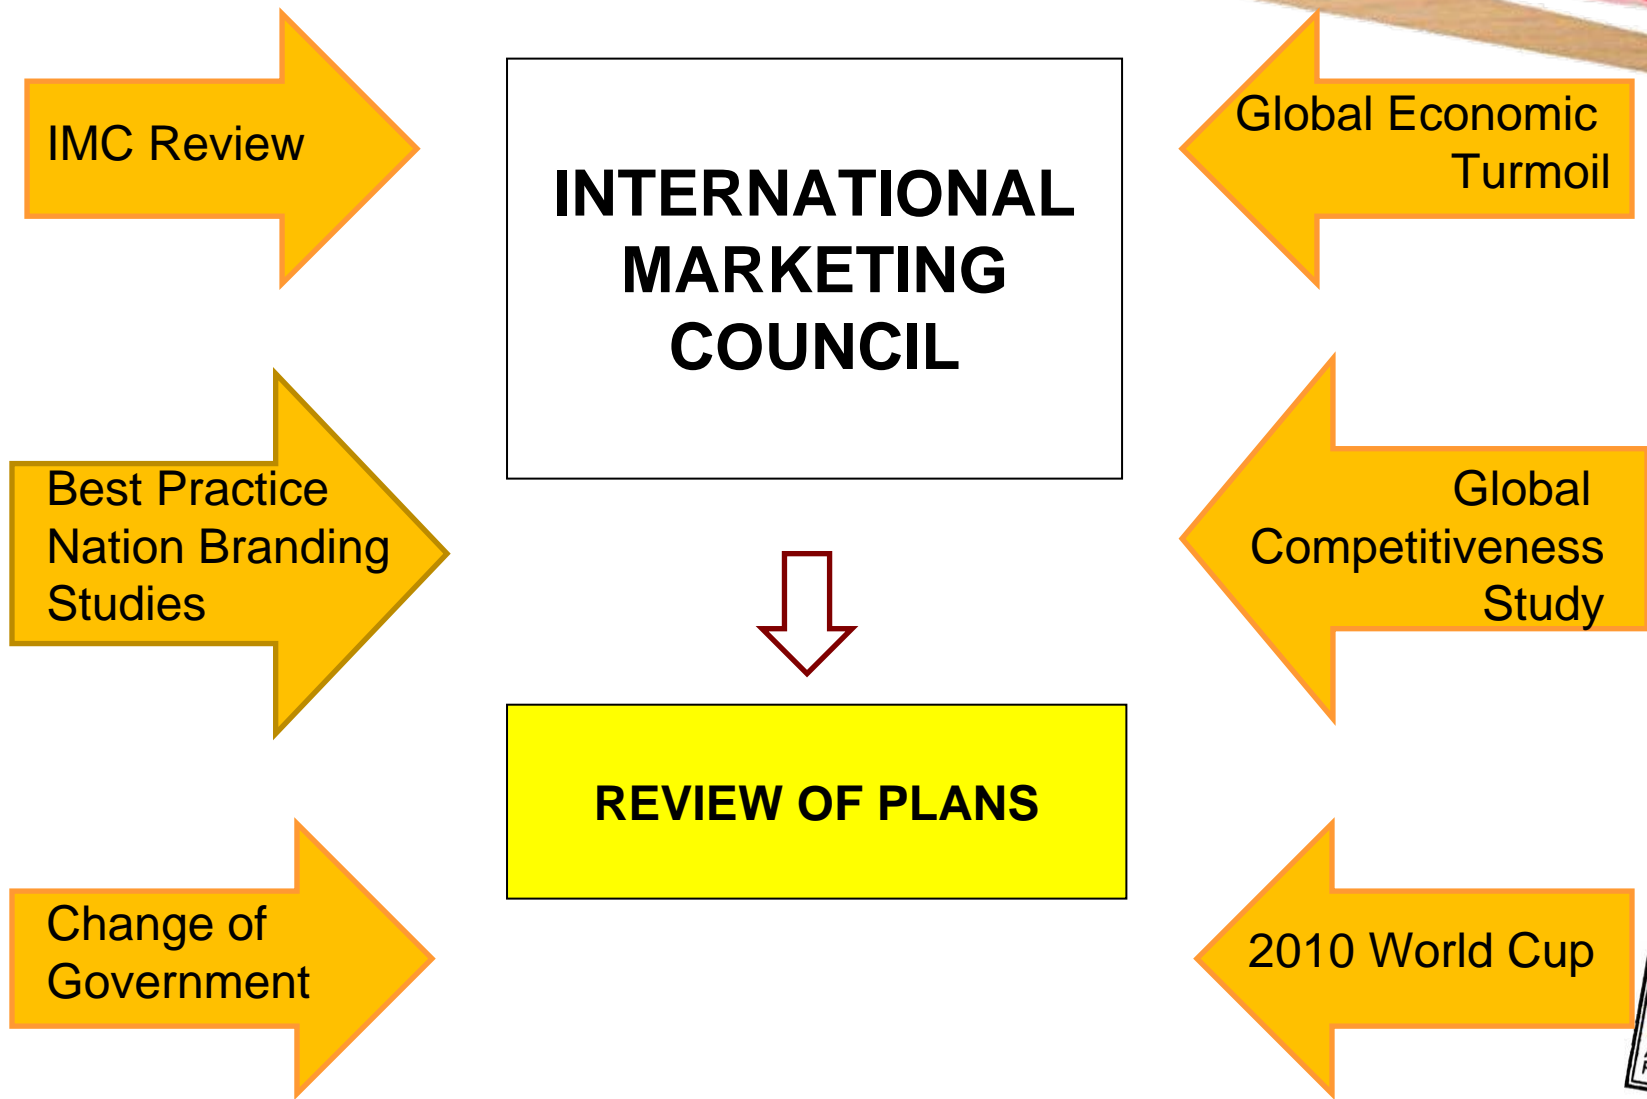 IMC Review
INTERNATIONAL
MARKETING
COUNCIL
Global Economic
Turmoil
Best Practice
Nation Branding
Studies
Global
Competitiveness
Study
REVIEW OF PLANS
Change of
Government
2010 World Cup